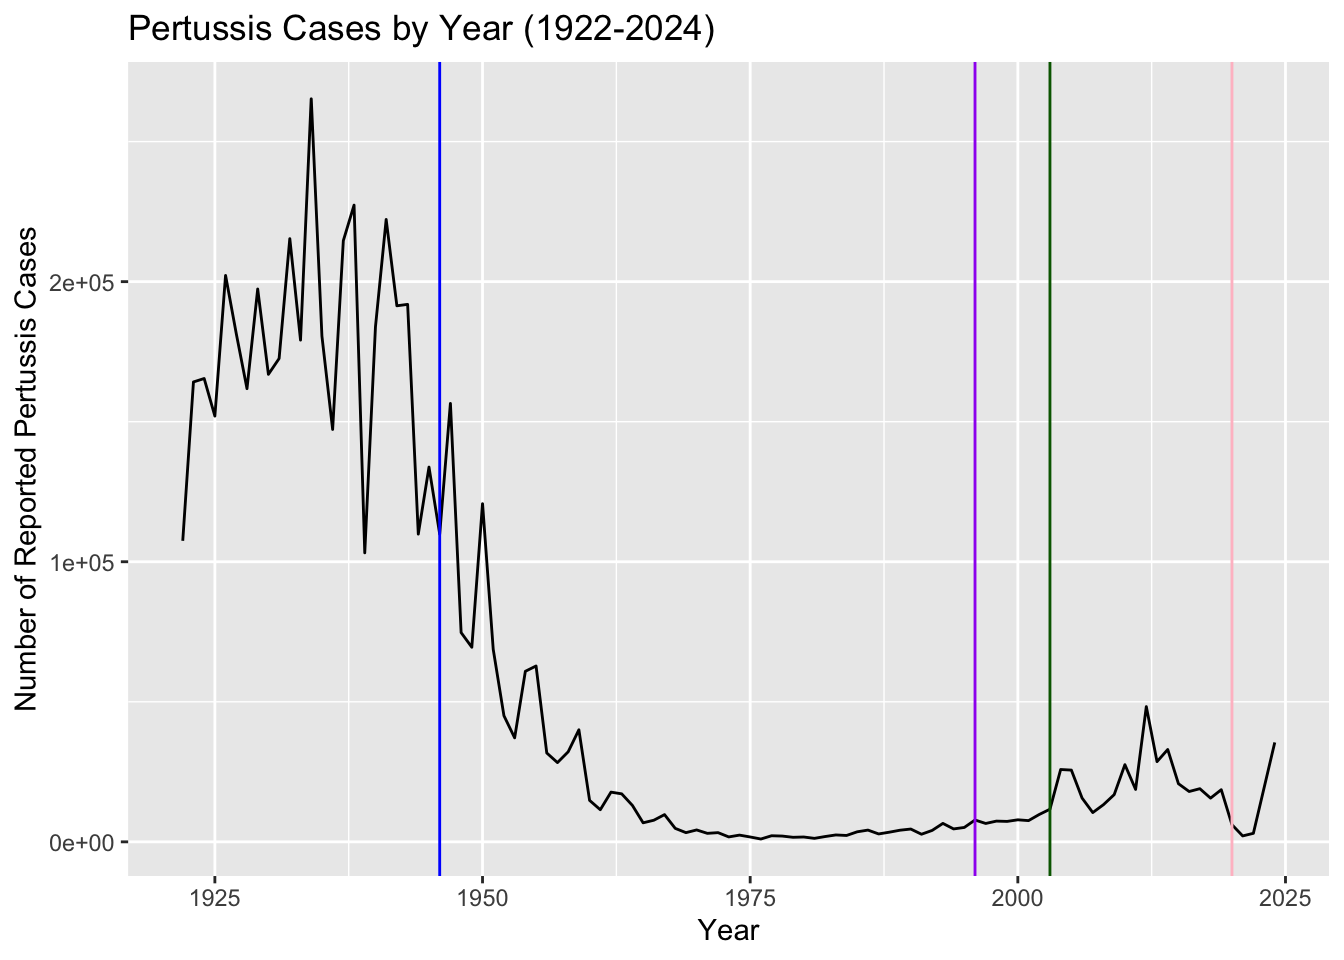 Pertussis Cases by Year (1922-2024)
Number of Reported Pertussis Cases
2e+05
1e+05
0e+00
1925 1950 1975 2000 2025
Year